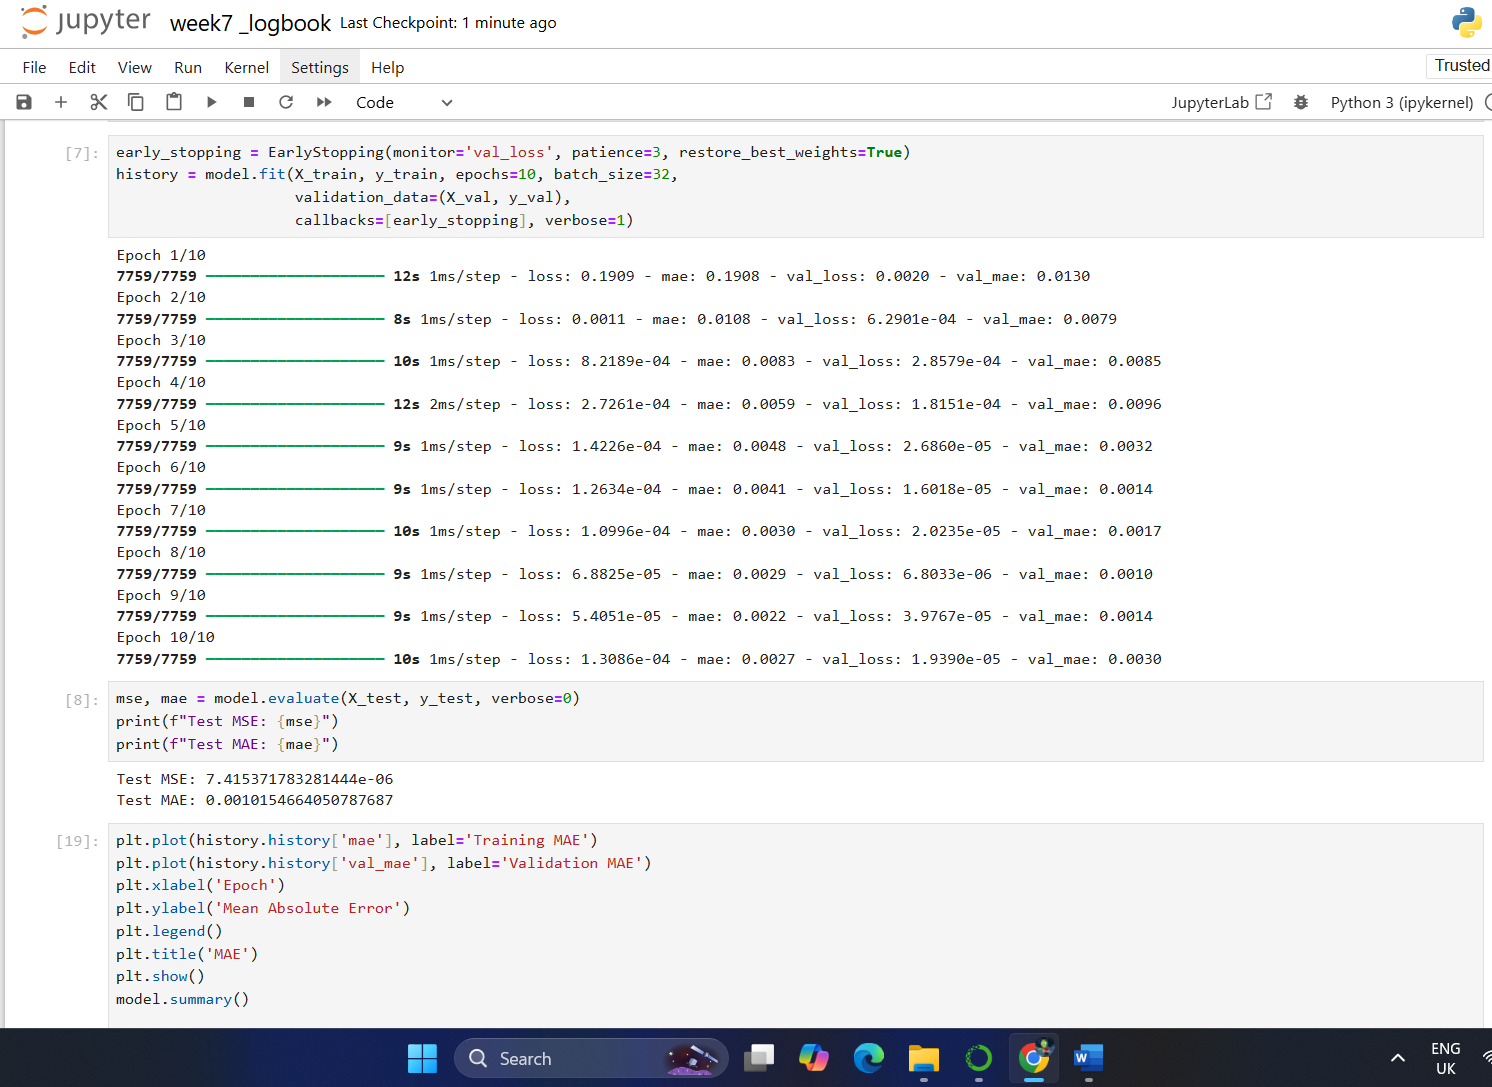 jupyter week7 _logbook Last Checkpoint: 1 minute ago
File Edit View Run Kernel Settings Help
Trusted
Code
JupyterLab Python 3 (ipykernel)
[7]: early_stopping = EarlyStopping(monitor='val_loss', patience=3, restore_best_weights=True)
history = model.fit(X_train, y_train, epochs=10, batch_size=32,
validation_data=(X_val, y_val),
callbacks=[early_stopping], verbose=1)
Epoch 1/10
7759/7759 12s 1ms/step - loss: 0.1909 - mae: 0.1908 - val_loss: 0.0020 - val_mae: 0.0130
Epoch 2/10
7759/7759 8s 1ms/step - loss: 0.0011 - mae: 0.0108 - val_loss: 6.2901e-04 - val_mae: 0.0079
Epoch 3/10
7759/7759 10s 1ms/step - loss: 8.2189e-04 - mae: 0.0083 - val_loss: 2.8579e-04 - val_mae: 0.0085
Epoch 4/10
7759/7759 12s 2ms/step - loss: 2.7261e-04 - mae: 0.0059 - val_loss: 1.8151e-04 - val_mae: 0.0096
Epoch 5/10
7759/7759 9s 1ms/step - loss: 1.4226e-04 - mae: 0.0048 - val_loss: 2.6860e-05 - val_mae: 0.0032
Epoch 6/10
7759/7759 9s 1ms/step - loss: 1.2634e-04 - mae: 0.0041 - val_loss: 1.6018e-05 - val_mae: 0.0014
Epoch 7/10
7759/7759 10s 1ms/step - loss: 1.0996e-04 - mae: 0.0030 - val_loss: 2.0235e-05 - val_mae: 0.0017
Epoch 8/10
7759/7759 9s 1ms/step - loss: 6.8825e-05 - mae: 0.0029 - val_loss: 6.8033e-06 - val_mae: 0.0010
Epoch 9/10
7759/7759 9s 1ms/step - loss: 5.4051e-05 - mae: 0.0022 - val_loss: 3.9767e-05 - val_mae: 0.0014
Epoch 10/10
7759/7759 10s 1ms/step - loss: 1.3086e-04 - mae: 0.0027 - val_loss: 1.9390e-05 - val_mae: 0.0030
[8]: mse, mae = model.evaluate(X_test, y_test, verbose=0)
print(f"Test MSE: {mse}")
print(f"Test MAE: {mae}")
Test MSE: 7.415371783281444e-06
Test MAE: 0.0010154664050787687
[19]: plt.plot(history.history['mae'], label='Training MAE')
plt.plot(history.history['val_mae'], label='Validation MAE')
plt.xlabel('Epoch')
plt.ylabel('Mean Absolute Error')
plt.legend()
plt.title('MAE')
plt.show()
model.summary()
Search
W
ENG
UK